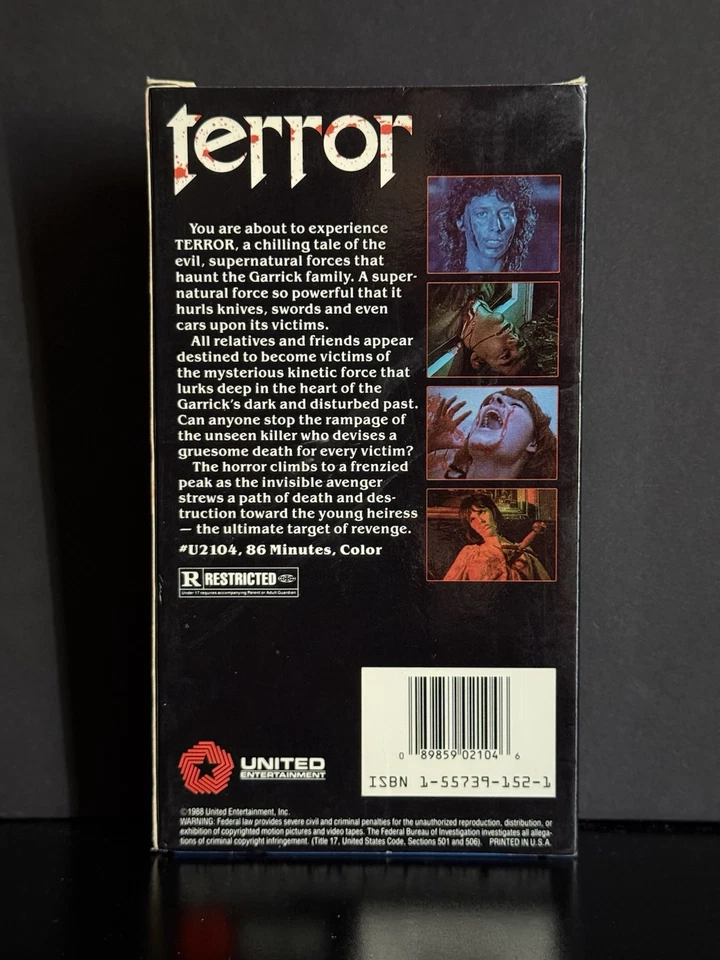 terror
You are about to experience
TERROR, a chilling tale of the
evil, supernatural forces that
haunt the Garrick family. A super-
natural force so powerful that it
hurls knives, swords and even
cars upon its victims.
All relatives and friends appear
destined to become victims of
the mysterious kinetic force that
lurks deep in the heart of the
Garrick's dark and disturbed past.
Can anyone stop the rampage of
the unseen killer who devises a
gruesome death for every victim?
The horror climbs to a frenzied
peak as the invisible avenger
strews a path of death and des-
truction toward the young heiress
— the ultimate target of revenge.
#U2104, 86 Minutes, Color
R RESTRICTED
Under 17 requires accompanying Parent or Adult Guardian
0 89859 02104 6
ISBN 1-55739-152-1
UNITED
ENTERTAINMENT
©1988 United Entertainment, Inc.
WARNING: Federal law provides severe civil and criminal penalties for the unauthorized reproduction, distribution, or
exhibition of copyrighted motion pictures and video tapes. The Federal Bureau of Investigation investigates all allega-
tions of criminal copyright infringement. (Title 17, United States Code, Sections 501 and 506). PRINTED IN U.S.A.